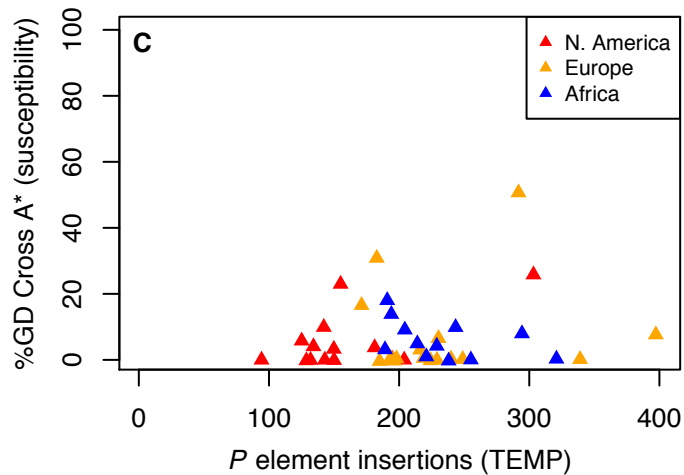 C
N. America
Europe
Africa
%GD Cross A* (susceptibility)
100
80
60
40
20
0
0 100 200 300 400
P element insertions (TEMP)